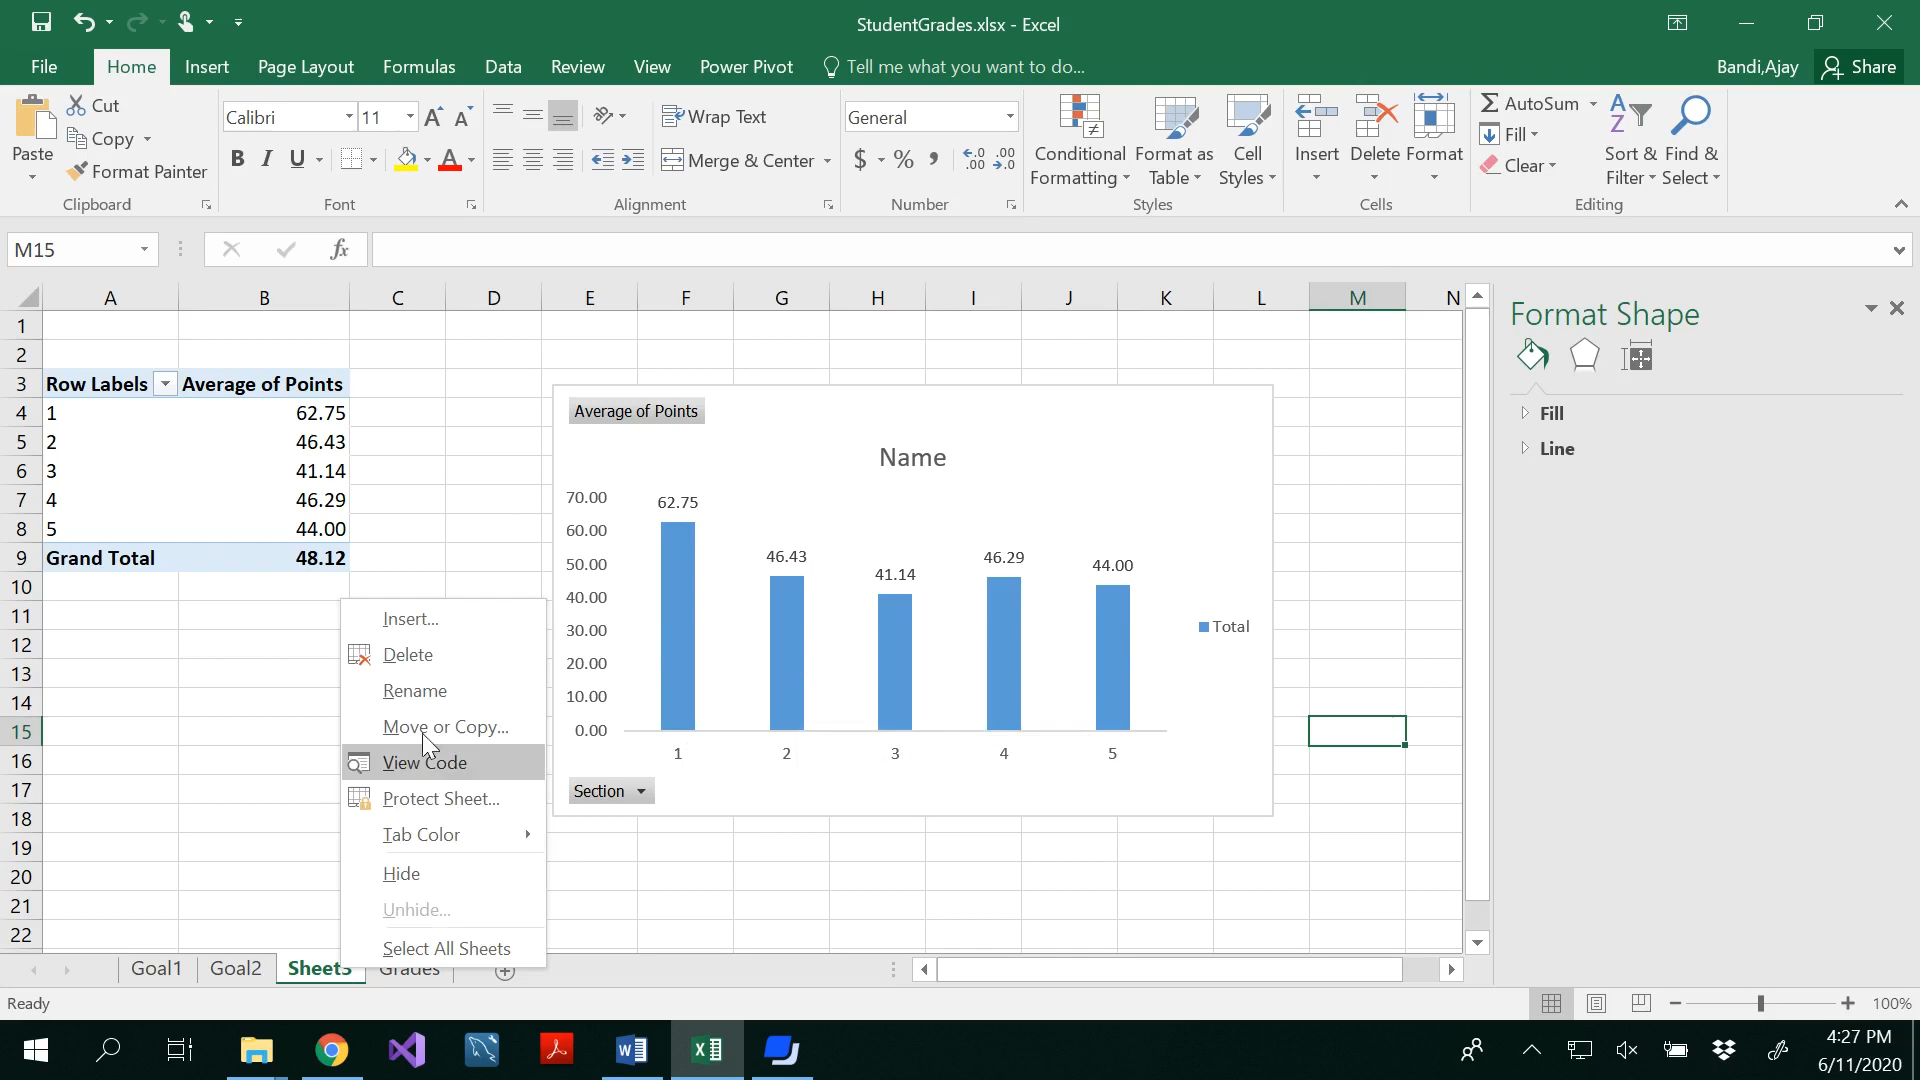 StudentGrades.xlsx - Excel
File Home Insert Page Layout Formulas Data Review View Power Pivot Tell me what you want to do... Bandi,Ajay Share
Paste
Cut
Copy
Format Painter
Clipboard
Calibri 11
B I U A
Font
Wrap Text
Merge & Center
Alignment
General
$ % , .00 .00
Number
Conditional Formatting
Format as Table
Cell Styles
Styles
Insert Delete Format
Cells
AutoSum
Fill
Clear
Sort & Filter
Find & Select
Editing
M15 fx
A B C D E F G H I J K L M N
1
2
3 Row Labels Average of Points
4 1 62.75
5 2 46.43
6 3 41.14
7 4 46.29
8 5 44.00
9 Grand Total 48.12
10
11
12
13
14
15
16
17
18
19
20
21
22
Insert...
Delete
Rename
Move or Copy...
View Code
Protect Sheet...
Tab Color
Hide
Unhide...
Select All Sheets
Average of Points
Name
70.00
60.00
50.00
40.00
30.00
20.00
10.00
0.00
62.75 46.43 41.14 46.29 44.00
1 2 3 4 5
Total
Section
Format Shape
Fill
Line
Goal1 Goal2 Sheet3 Grades
Ready 100%
4:27 PM
6/11/2020